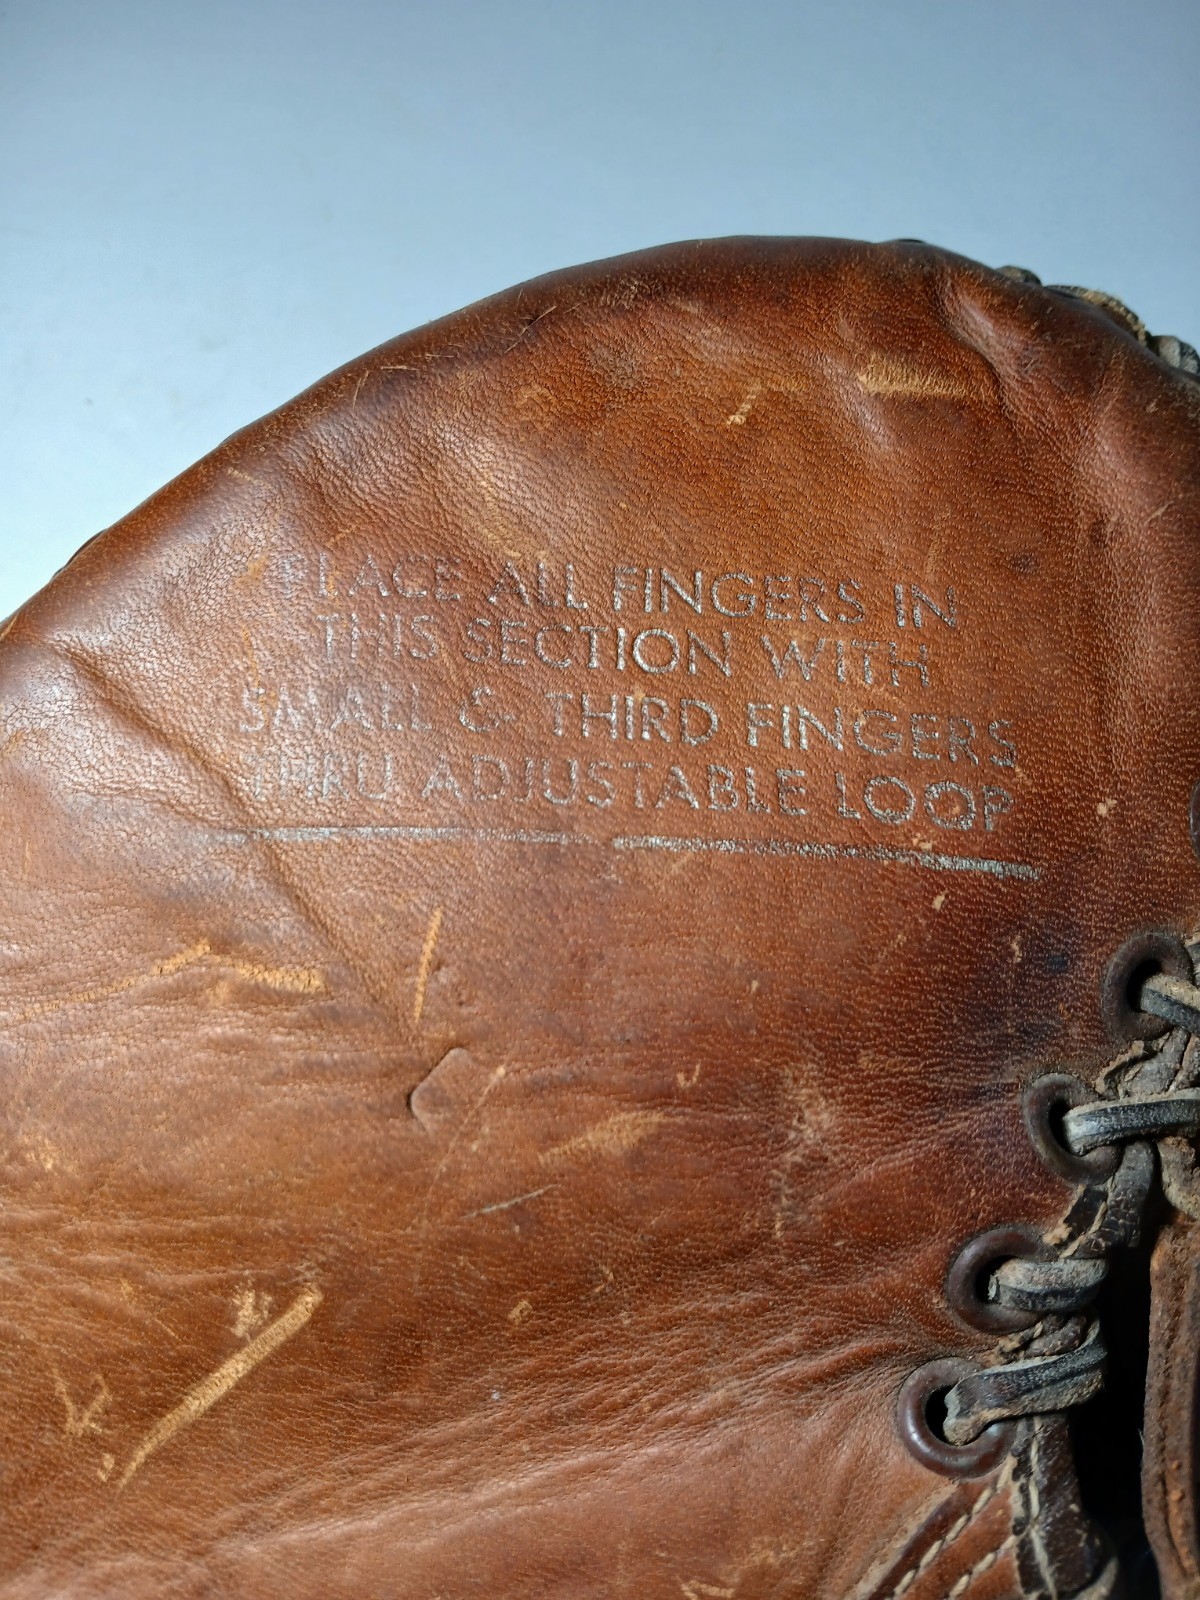 PLACE ALL FINGERS IN
THIS SECTION WITH
SMALL & THIRD FINGERS
THRU ADJUSTABLE LOOP